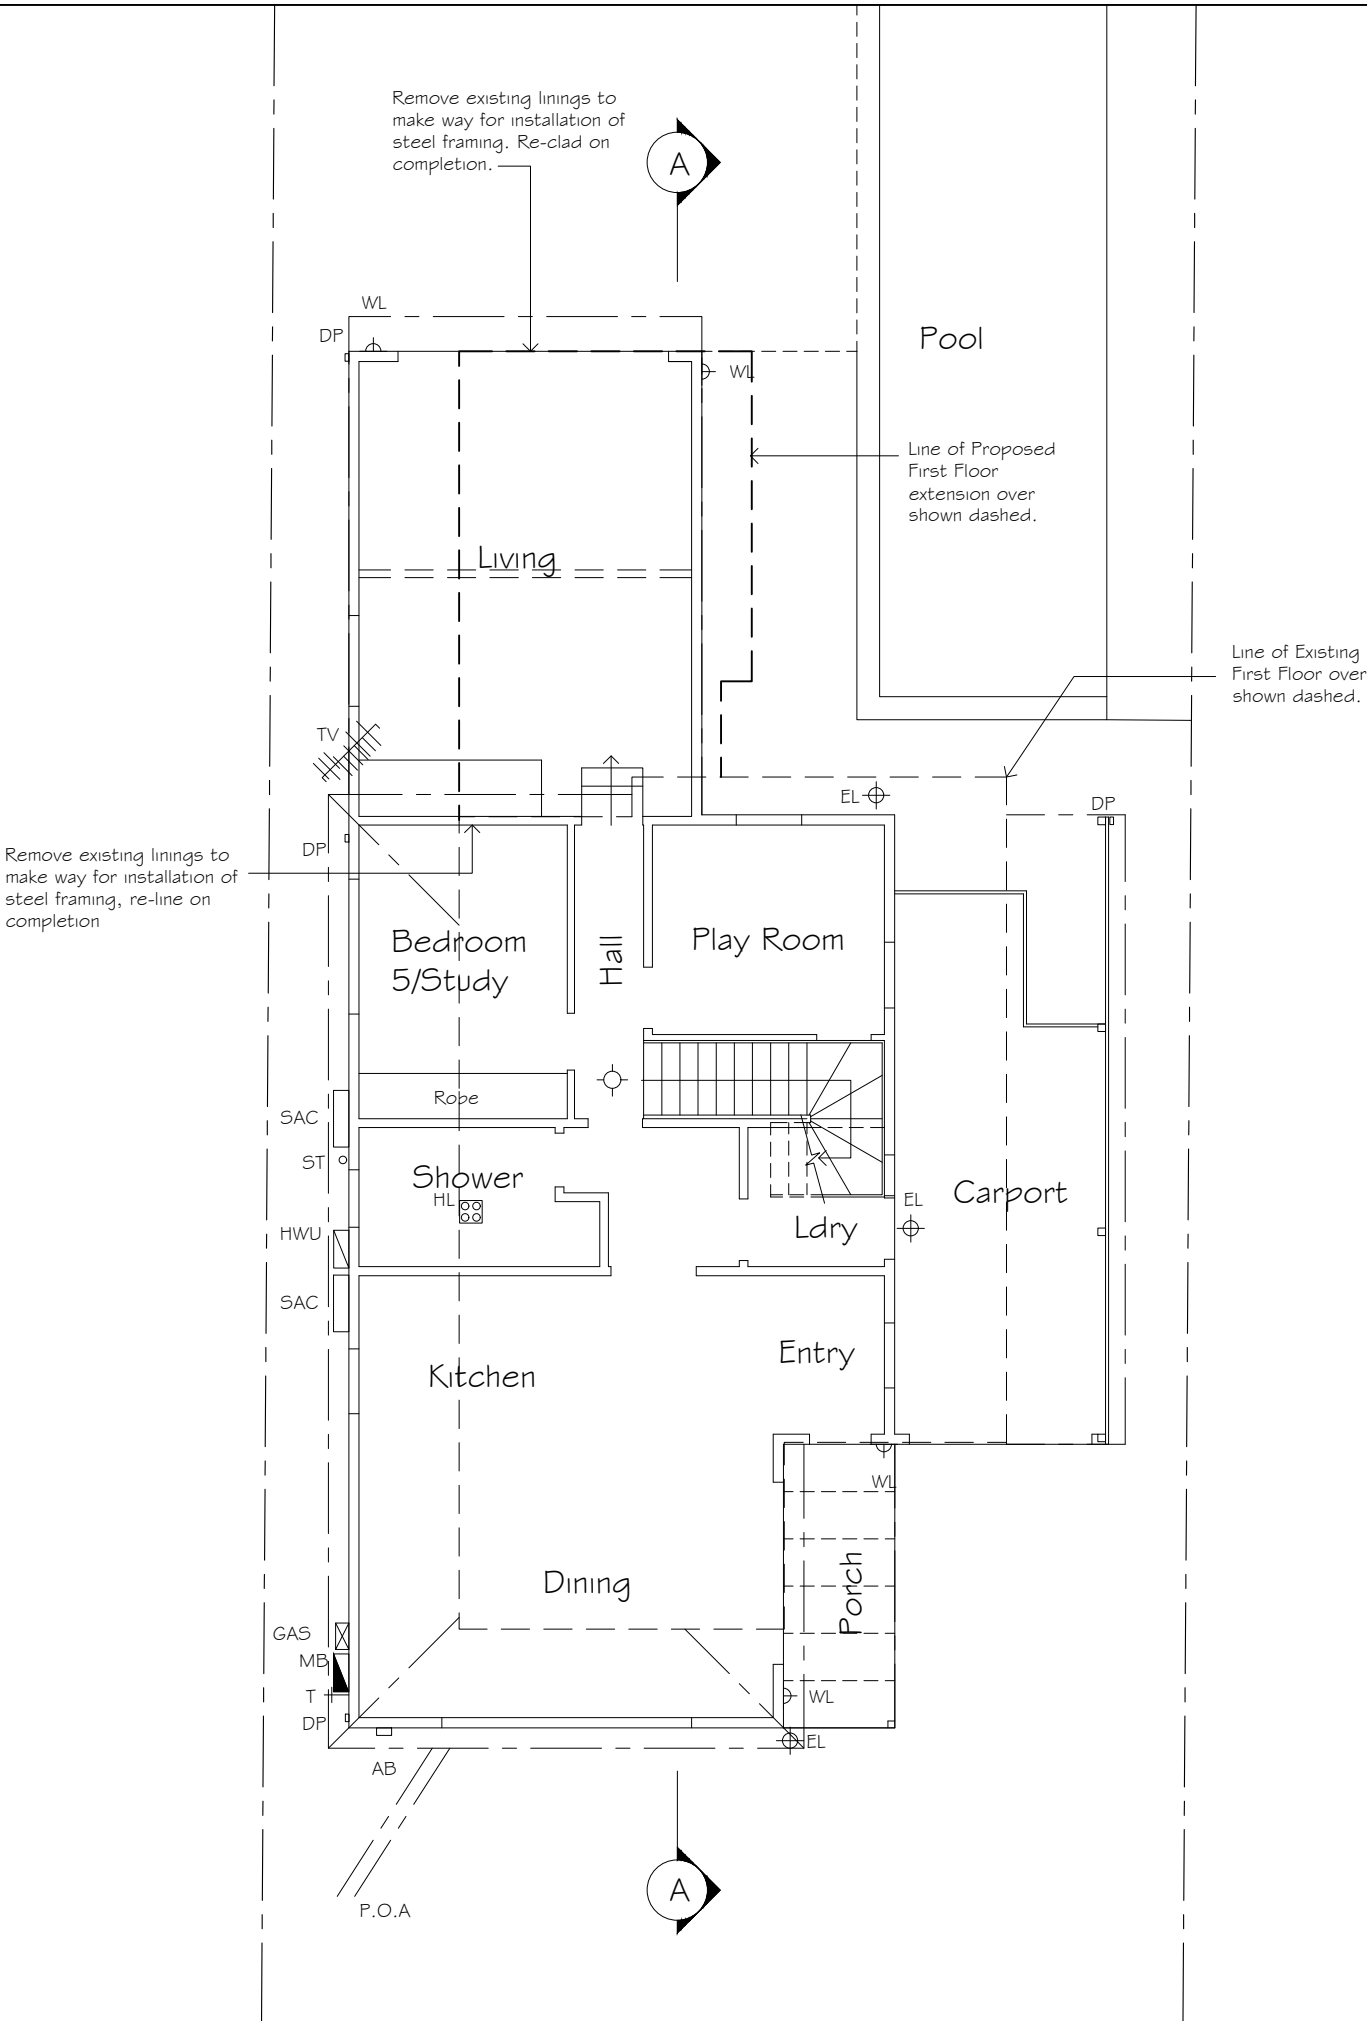 Remove existing linings to
make way for installation of
steel framing. Re-clad on
completion.
A
WL
DP
Pool
WL
Line of Proposed
First Floor
extension over
shown dashed.
Living
Line of Existing
First Floor over
shown dashed.
TV
EL
DP
DP
Remove existing linings to
make way for installation of
steel framing, re-line on
completion
Bedroom
5/Study
Hall
Play Room
Robe
SAC
ST
Shower
HL
Carport
EL
Ldry
HWU
SAC
Entry
Kitchen
WL
Dining
Porch
GAS
MB
T
WL
DP
EL
AB
A
P.O.A